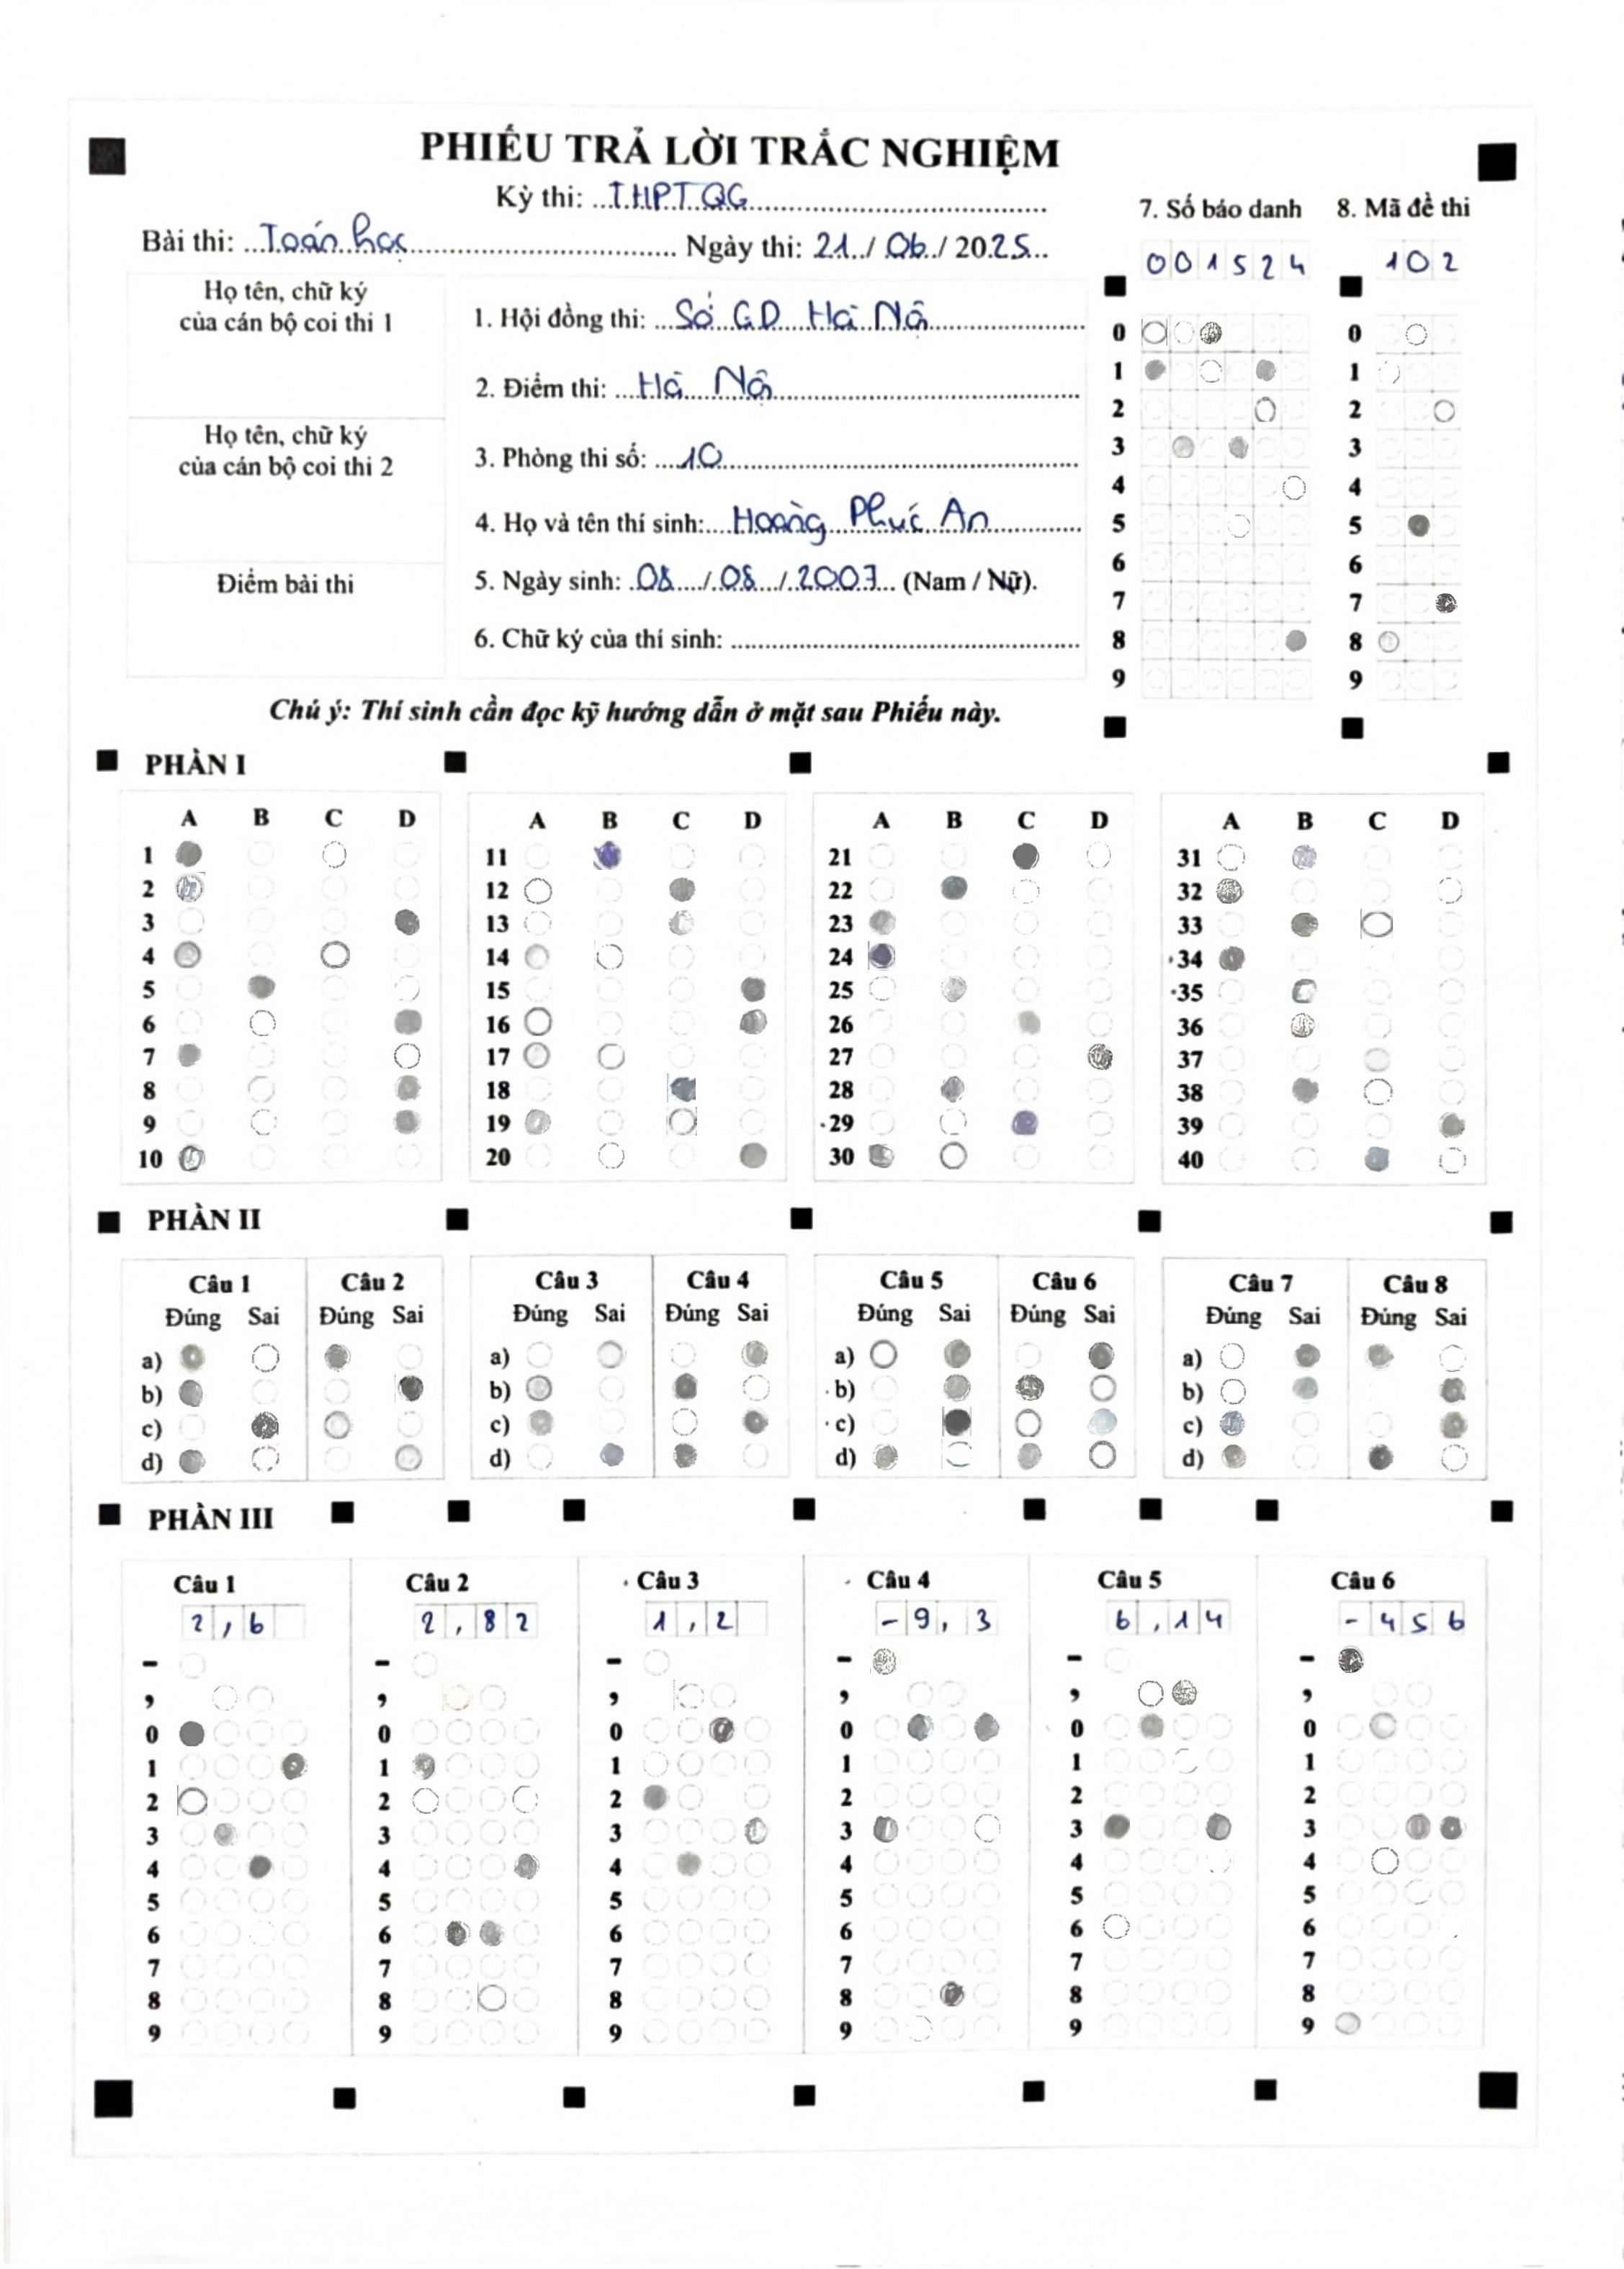 PHIẾU TRẢ LỜI TRẮC NGHIỆM
Kỳ thi: THPTQG
Bài thi: Toán học Ngày thi: 21 / 06 / 2025
7. Số báo danh 8. Mã đề thi
001524 102
Họ tên, chữ ký
của cán bộ coi thi 1
Họ tên, chữ ký
của cán bộ coi thi 2
Điểm bài thi
1. Hội đồng thi: Sở GD Hà Nội
2. Điểm thi: Hà Nội
3. Phòng thi số: 10
4. Họ và tên thí sinh: Hoàng Phúc An
5. Ngày sinh: 08 / 08 / 2003 (Nam / Nữ).
6. Chữ ký của thí sinh:
0 0
1 1
2 2
3 3
4 4
5 5
6 6
7 7
8 8
9 9
Chú ý: Thí sinh cần đọc kỹ hướng dẫn ở mặt sau Phiếu này.
PHẦN I
A B C D A B C D A B C D A B C D
1 11 21 31
2 12 22 32
3 13 23 33
4 14 24 34
5 15 25 35
6 16 26 36
7 17 27 37
8 18 28 38
9 19 29 39
10 20 30 40
PHẦN II
Câu 1 Câu 2 Câu 3 Câu 4 Câu 5 Câu 6 Câu 7 Câu 8
Đúng Sai Đúng Sai Đúng Sai Đúng Sai Đúng Sai Đúng Sai Đúng Sai Đúng Sai
a) a) a) a)
b) b) b) b)
c) c) c) c)
d) d) d) d)
PHẦN III
Câu 1 Câu 2 Câu 3 Câu 4 Câu 5 Câu 6
2,6 2,82 1,2 -9,3 6,14 -456
- - - - - -
, , , , , ,
0 0 0 0 0 0
1 1 1 1 1 1
2 2 2 2 2 2
3 3 3 3 3 3
4 4 4 4 4 4
5 5 5 5 5 5
6 6 6 6 6 6
7 7 7 7 7 7
8 8 8 8 8 8
9 9 9 9 9 9